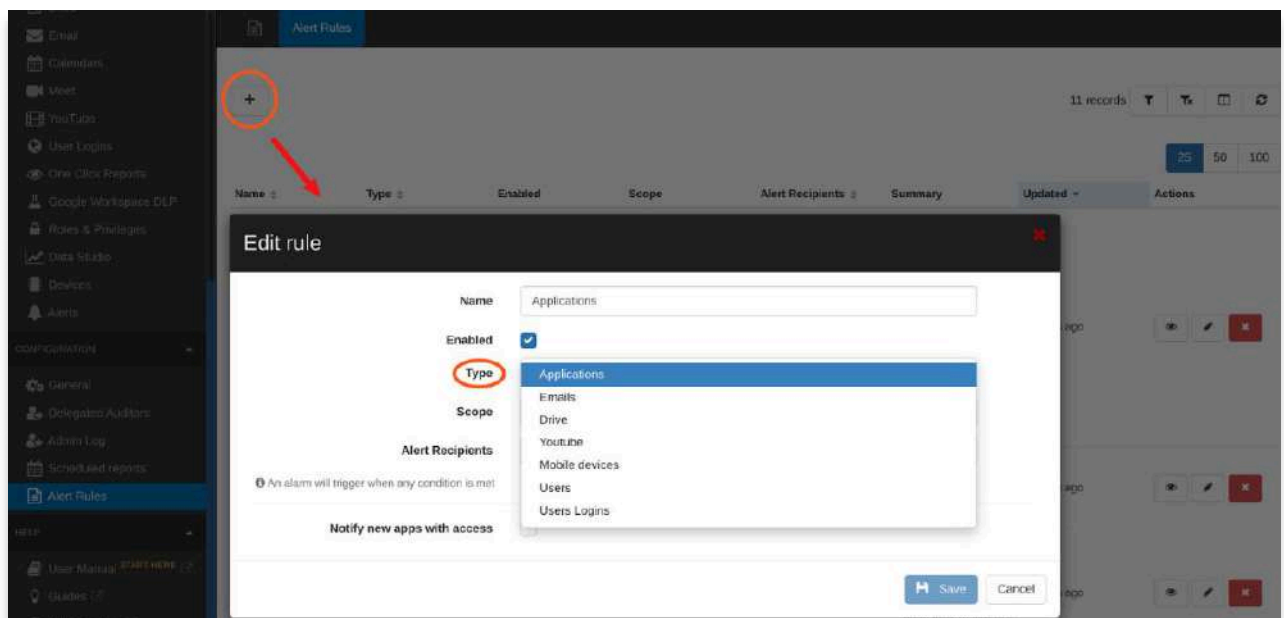 Email
Calendars
Meet
YouTube
User Logins
One Click Reports
Google Workspace DLP
Roles & Privileges
Data Studio
Devices
Alerts
CONFIGURATION
General
Delegated Auditors
Admin Log
Scheduled reports
Alert Rules
HELP
User Manual START HERE
Guides
Alert Rules
+
11 records
25 50 100
Name Type Enabled Scope Alert Recipients Summary Updated Actions
Edit rule
Name Applications
Enabled
Type Applications
Emails
Drive
Youtube
Mobile devices
Users
Users Logins
Scope
Alert Recipients
An alarm will trigger when any condition is met
Notify new apps with access
Save Cancel
ago
ago
ago